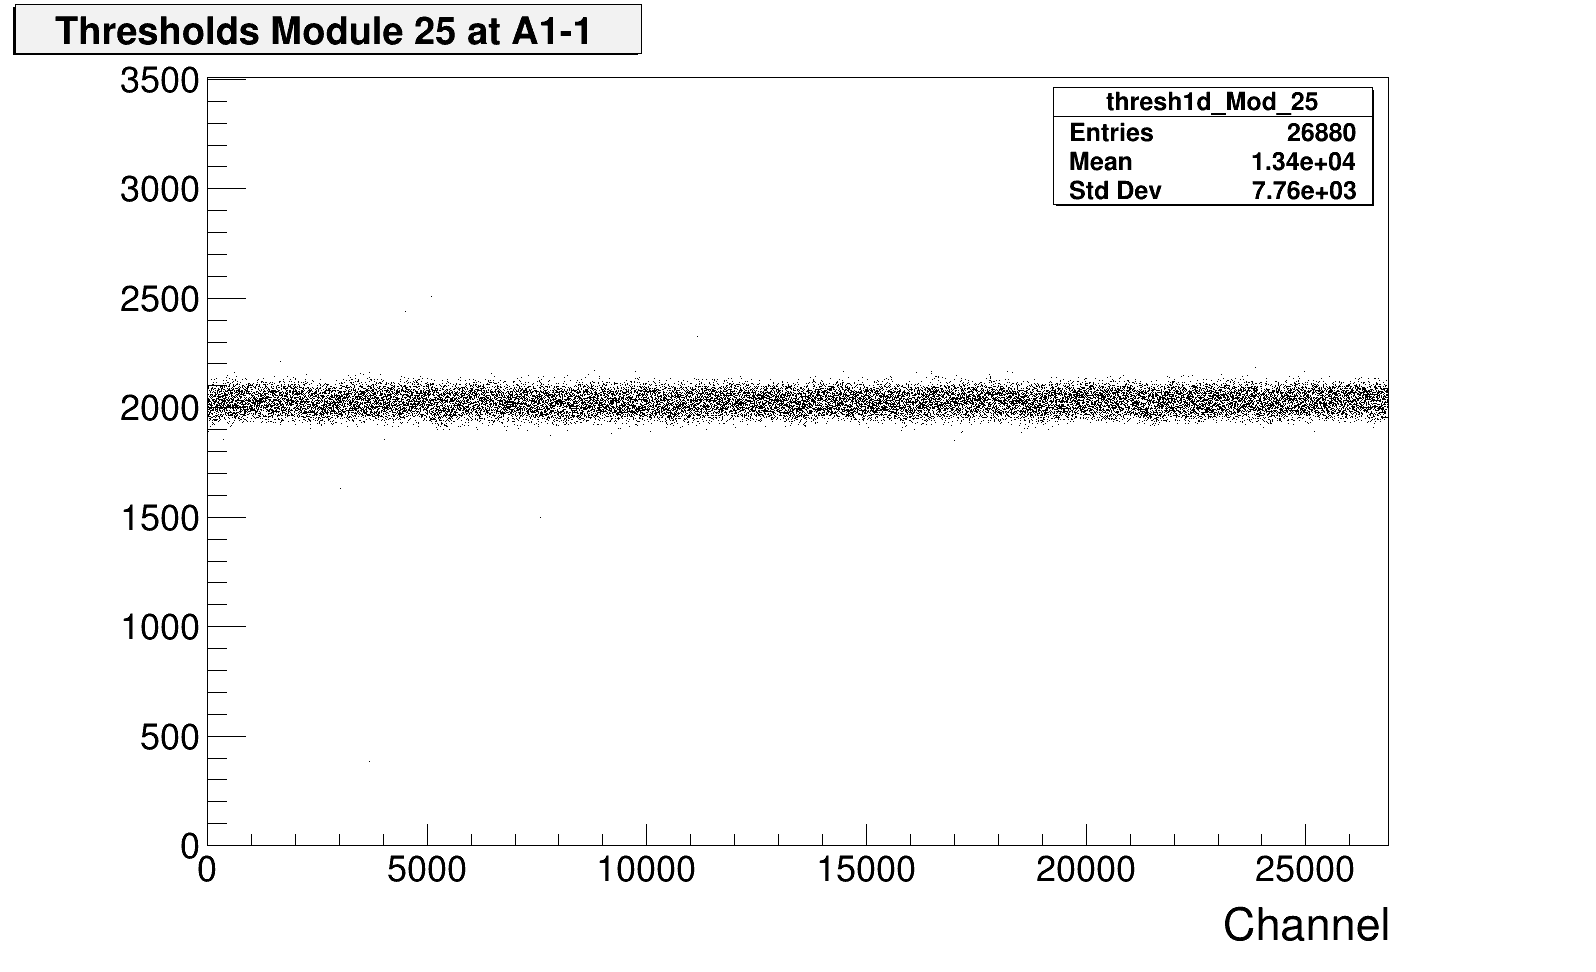 Thresholds Module 25 at A1-1
thresh1d_Mod_25
Entries 26880
Mean 1.34e+04
Std Dev 7.76e+03
3500
3000
2500
2000
1500
1000
500
0
0 5000 10000 15000 20000 25000
Channel